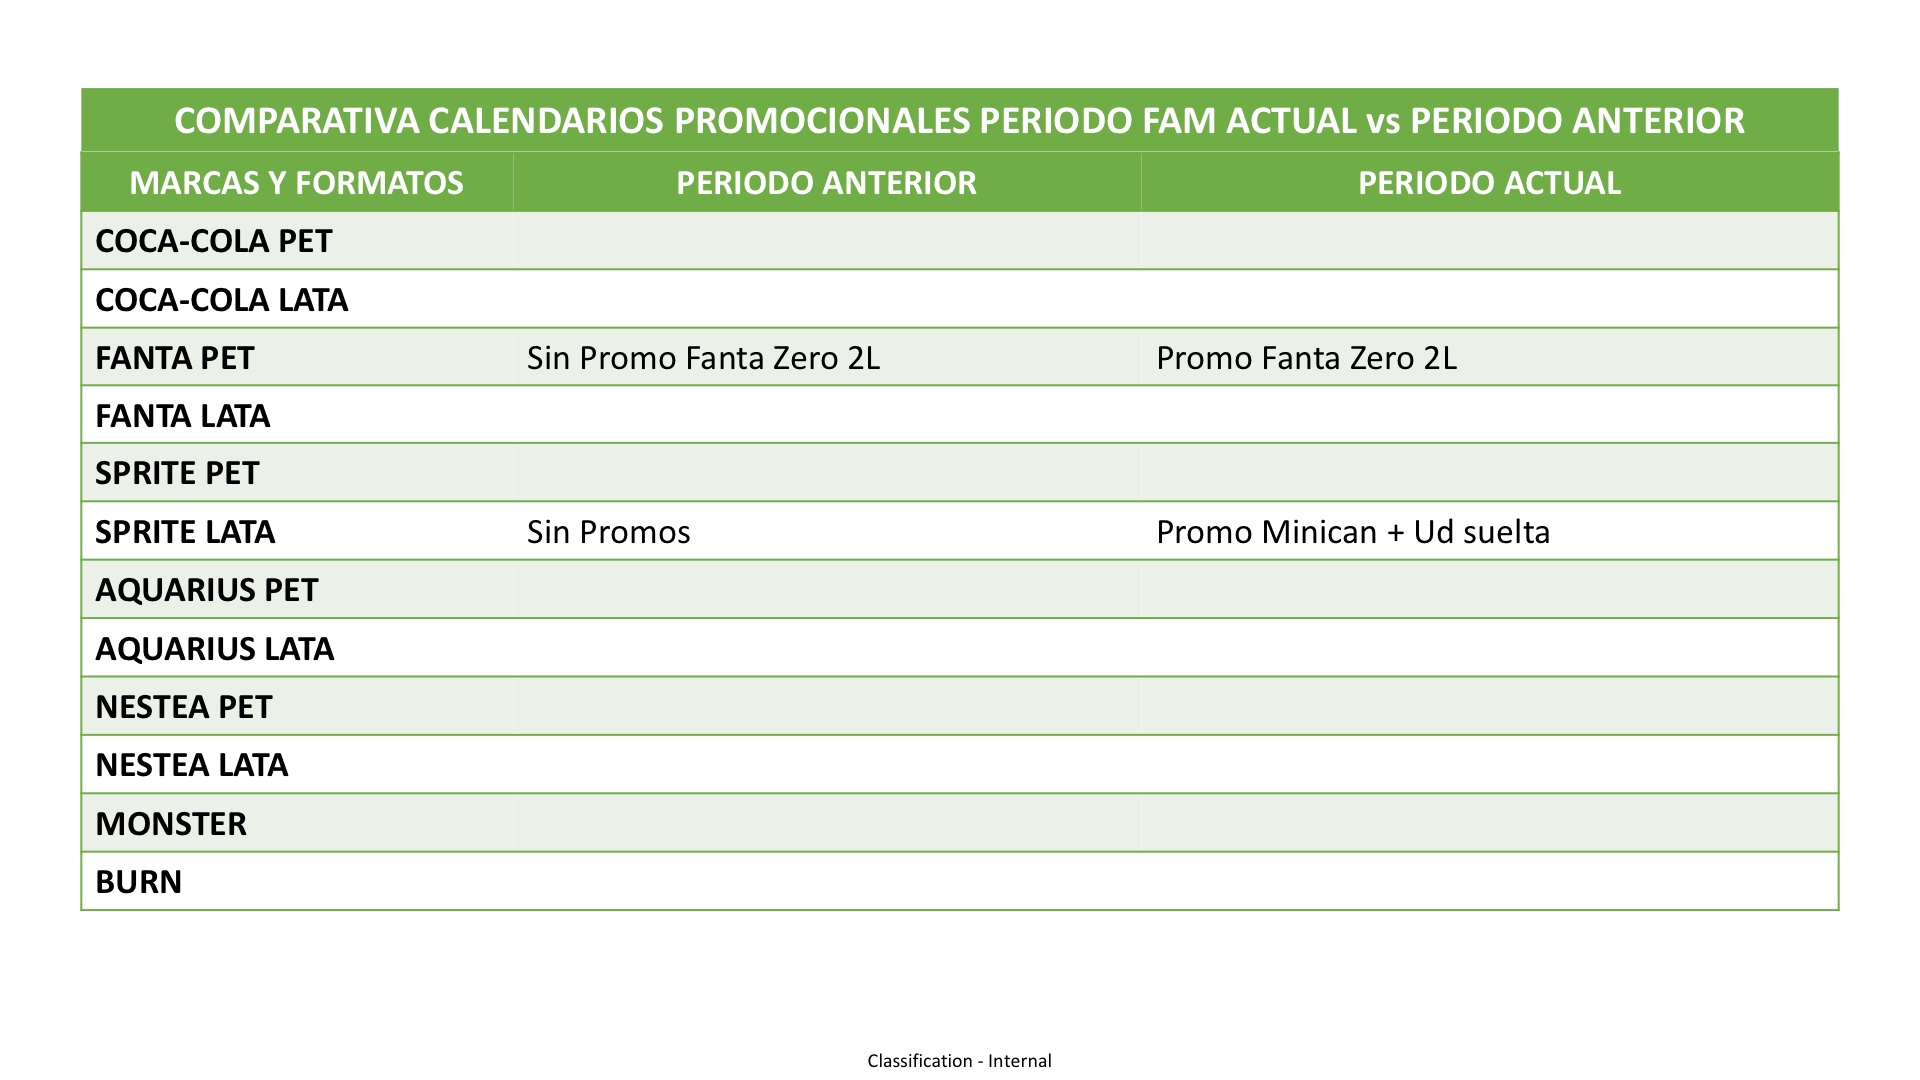 COMPARATIVA CALENDARIOS PROMOCIONALES PERIODO FAM ACTUAL vs PERIODO ANTERIOR
MARCAS Y FORMATOS PERIODO ANTERIOR PERIODO ACTUAL
COCA-COLA PET
COCA-COLA LATA
FANTA PET Sin Promo Fanta Zero 2L Promo Fanta Zero 2L
FANTA LATA
SPRITE PET
SPRITE LATA Sin Promos Promo Minican + Ud suelta
AQUARIUS PET
AQUARIUS LATA
NESTEA PET
NESTEA LATA
MONSTER
BURN
Classification - Internal